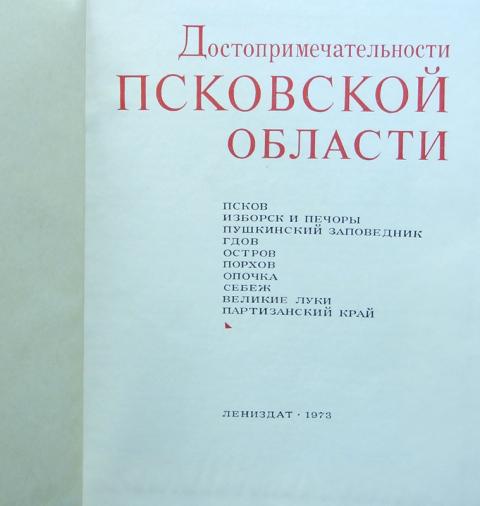 Достопримечательности
ПСКОВСКОЙ
ОБЛАСТИ
ПСКОВ
ИЗБОРСК И ПЕЧОРЫ
ПУШКИНСКИЙ ЗАПОВЕДНИК
ГДОВ
ОСТРОВ
ПОРХОВ
ОПОЧКА
СЕБЕЖ
ВЕЛИКИЕ ЛУКИ
ПАРТИЗАНСКИЙ КРАЙ
ЛЕНИЗДАТ · 1973